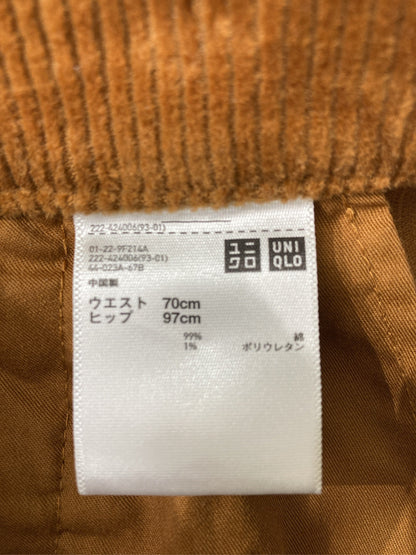 222-424006(93-01)
01-22-9F214A
222-424006(93-01)
44-023A-67B
中国製
ユニクロ
UNIQLO
ウエスト 70cm
ヒップ 97cm
99% 綿
1% ポリウレタン